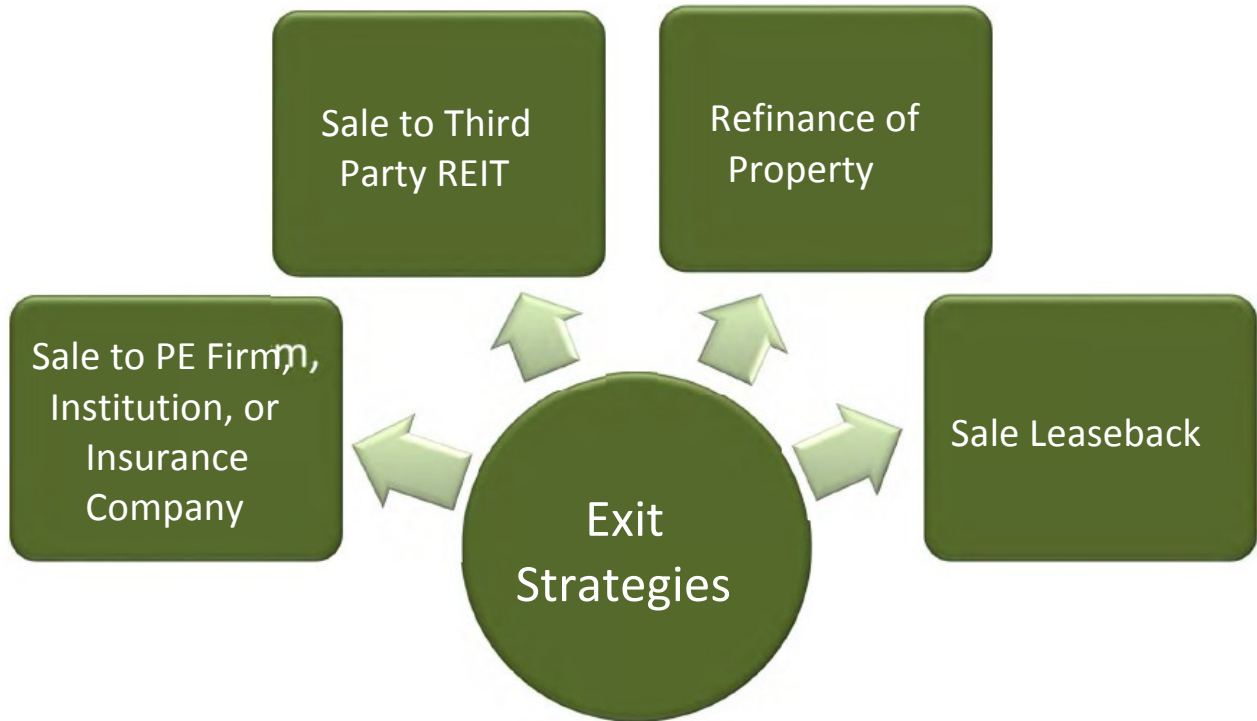 Sale to Third
Party REIT
Refinance of
Property
Sale to PE Firm,m,
Institution, or
Insurance
Company
Sale Leaseback
Exit
Strategies